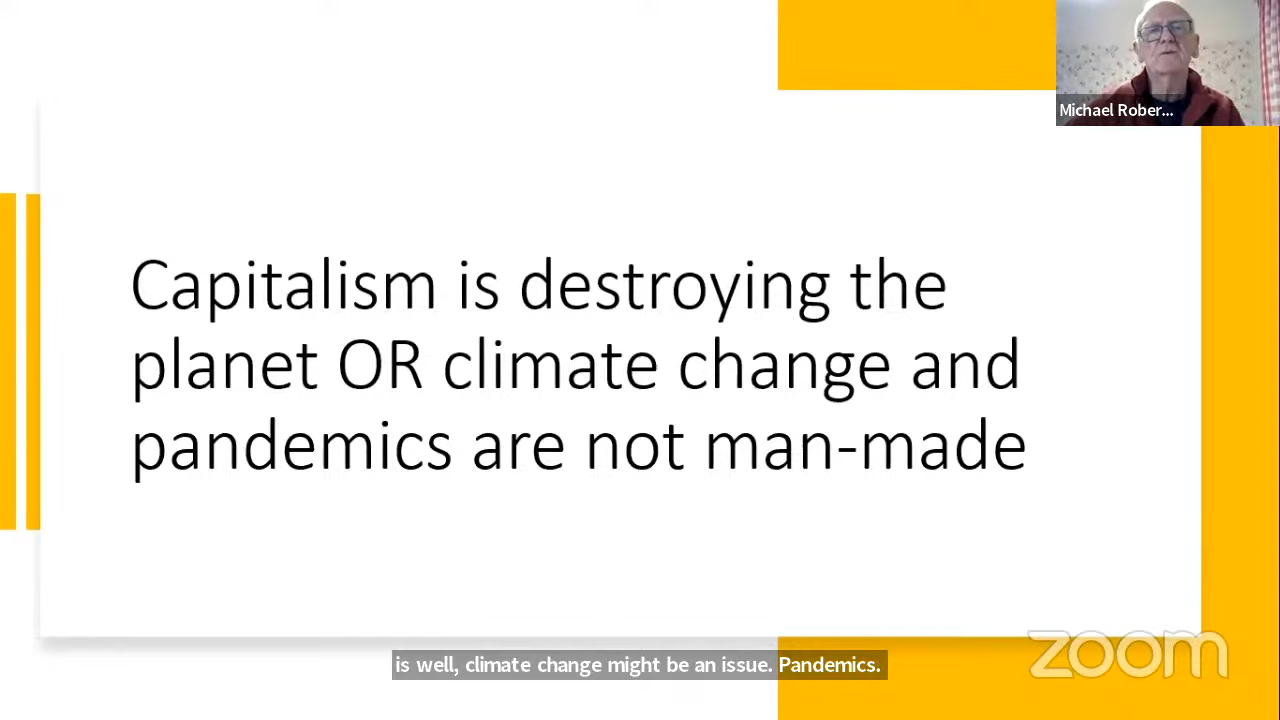 Michael Rober...
Capitalism is destroying the
planet OR climate change and
pandemics are not man-made
zoom
is well, climate change might be an issue. Pandemics.